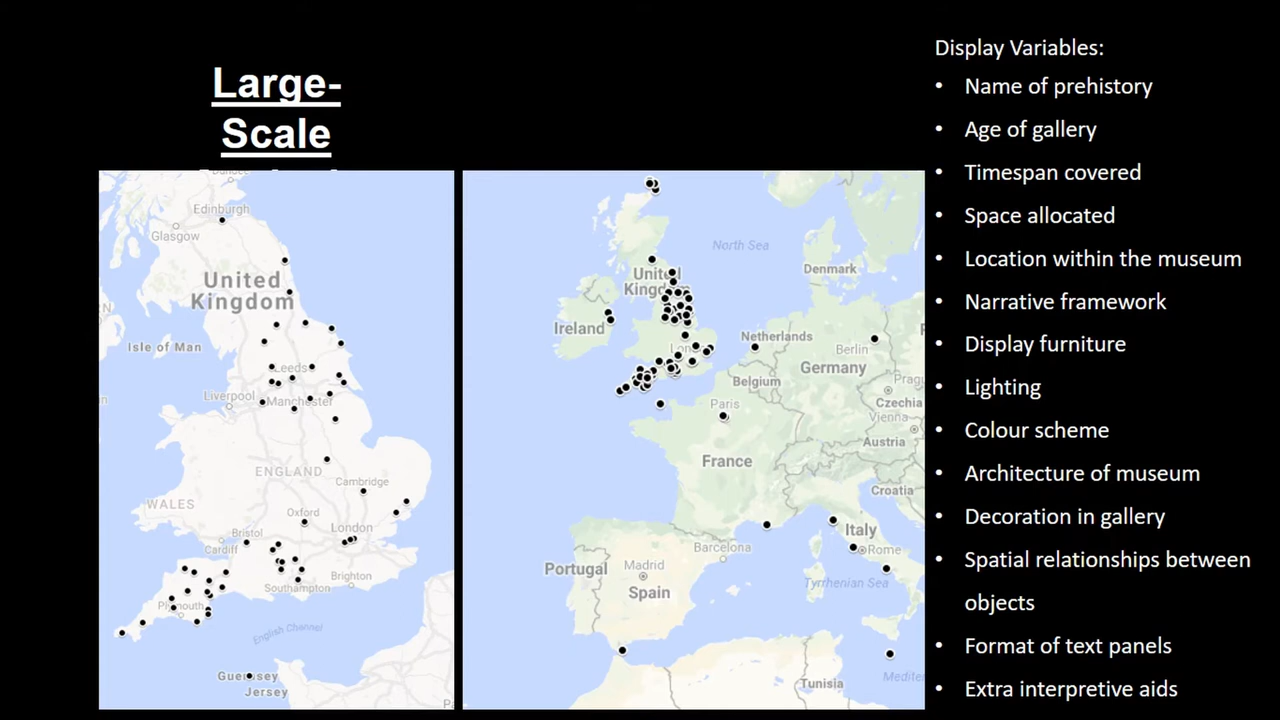 Large-
Scale
Display Variables:
• Name of prehistory
• Age of gallery
• Timespan covered
• Space allocated
• Location within the museum
• Narrative framework
• Display furniture
• Lighting
• Colour scheme
• Architecture of museum
• Decoration in gallery
• Spatial relationships between
objects
• Format of text panels
• Extra interpretive aids
Edinburgh
Glasgow
United
Kingdom
Isle of Man
Leeds
Liverpool
Manchester
ENGLAND
Cambridge
WALES
Oxford
Bristol
London
Cardiff
Brighton
Southampton
Plymouth
English Channel
Guernsey
Jersey
North Sea
Denmark
United
Kingdom
Ireland
Netherlands
Berlin
London
Germany
Belgium
Prague
Paris
Czechia
Vienna
Austria
France
Croatia
Italy
Barcelona
Rome
Portugal
Madrid
Spain
Tyrrhenian Sea
Tunisia